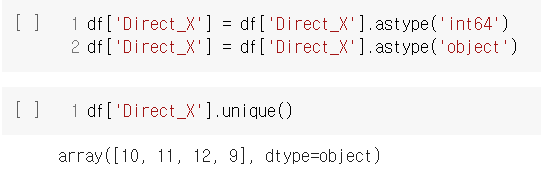 [ ] 1 df['Direct_X'] = df['Direct_X'].astype('int64')
2 df['Direct_X'] = df['Direct_X'].astype('object')
[ ] 1 df['Direct_X'].unique()
array([10, 11, 12, 9], dtype=object)